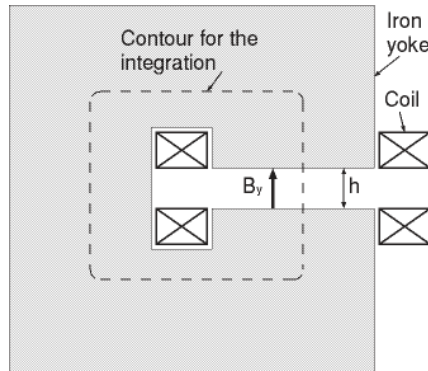 Contour for the
integration
Iron
yoke
Coil
By
h